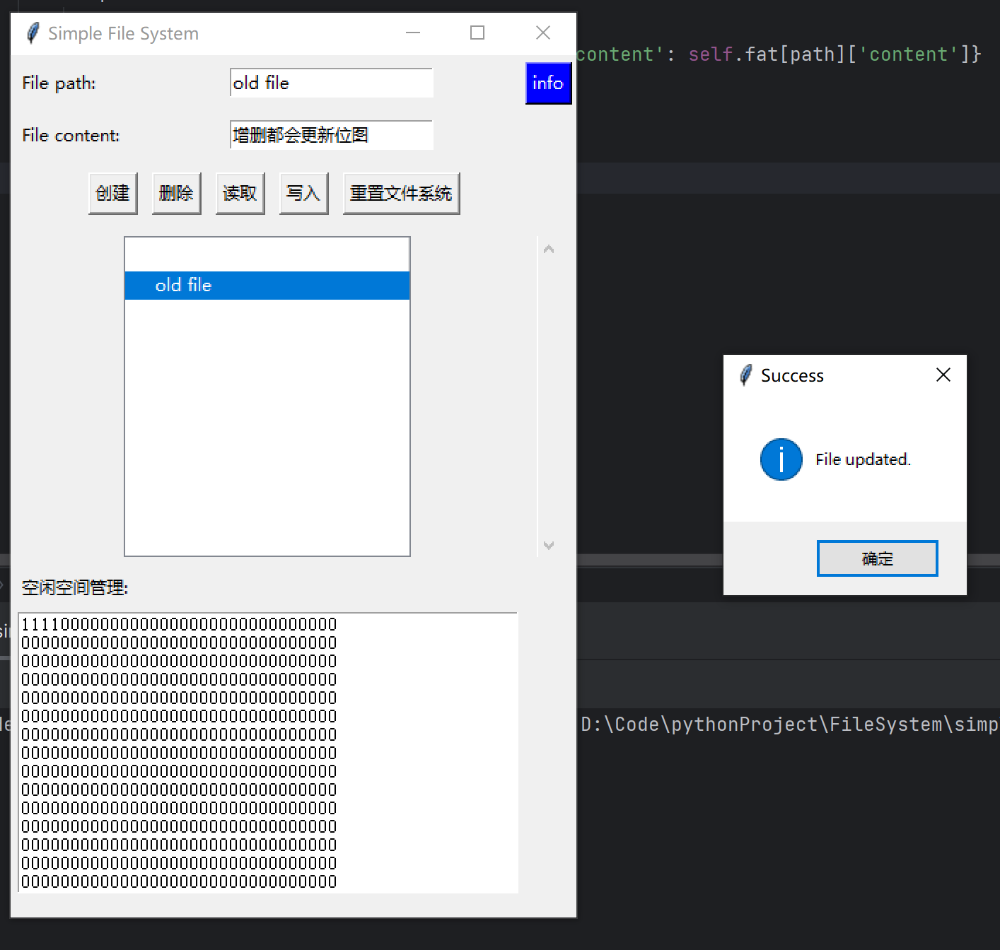 Simple File System
content': self.fat[path]['content']}
File path:
old file
info
File content:
增删都会更新位图
创建 删除 读取 写入 重置文件系统
old file
Success
File updated.
确定
空闲空间管理:
11110000000000000000000000000000
00000000000000000000000000000000
00000000000000000000000000000000
00000000000000000000000000000000
00000000000000000000000000000000
00000000000000000000000000000000
00000000000000000000000000000000
00000000000000000000000000000000
00000000000000000000000000000000
00000000000000000000000000000000
00000000000000000000000000000000
00000000000000000000000000000000
00000000000000000000000000000000
00000000000000000000000000000000
00000000000000000000000000000000
D:\Code\pythonProject\FileSystem\simp